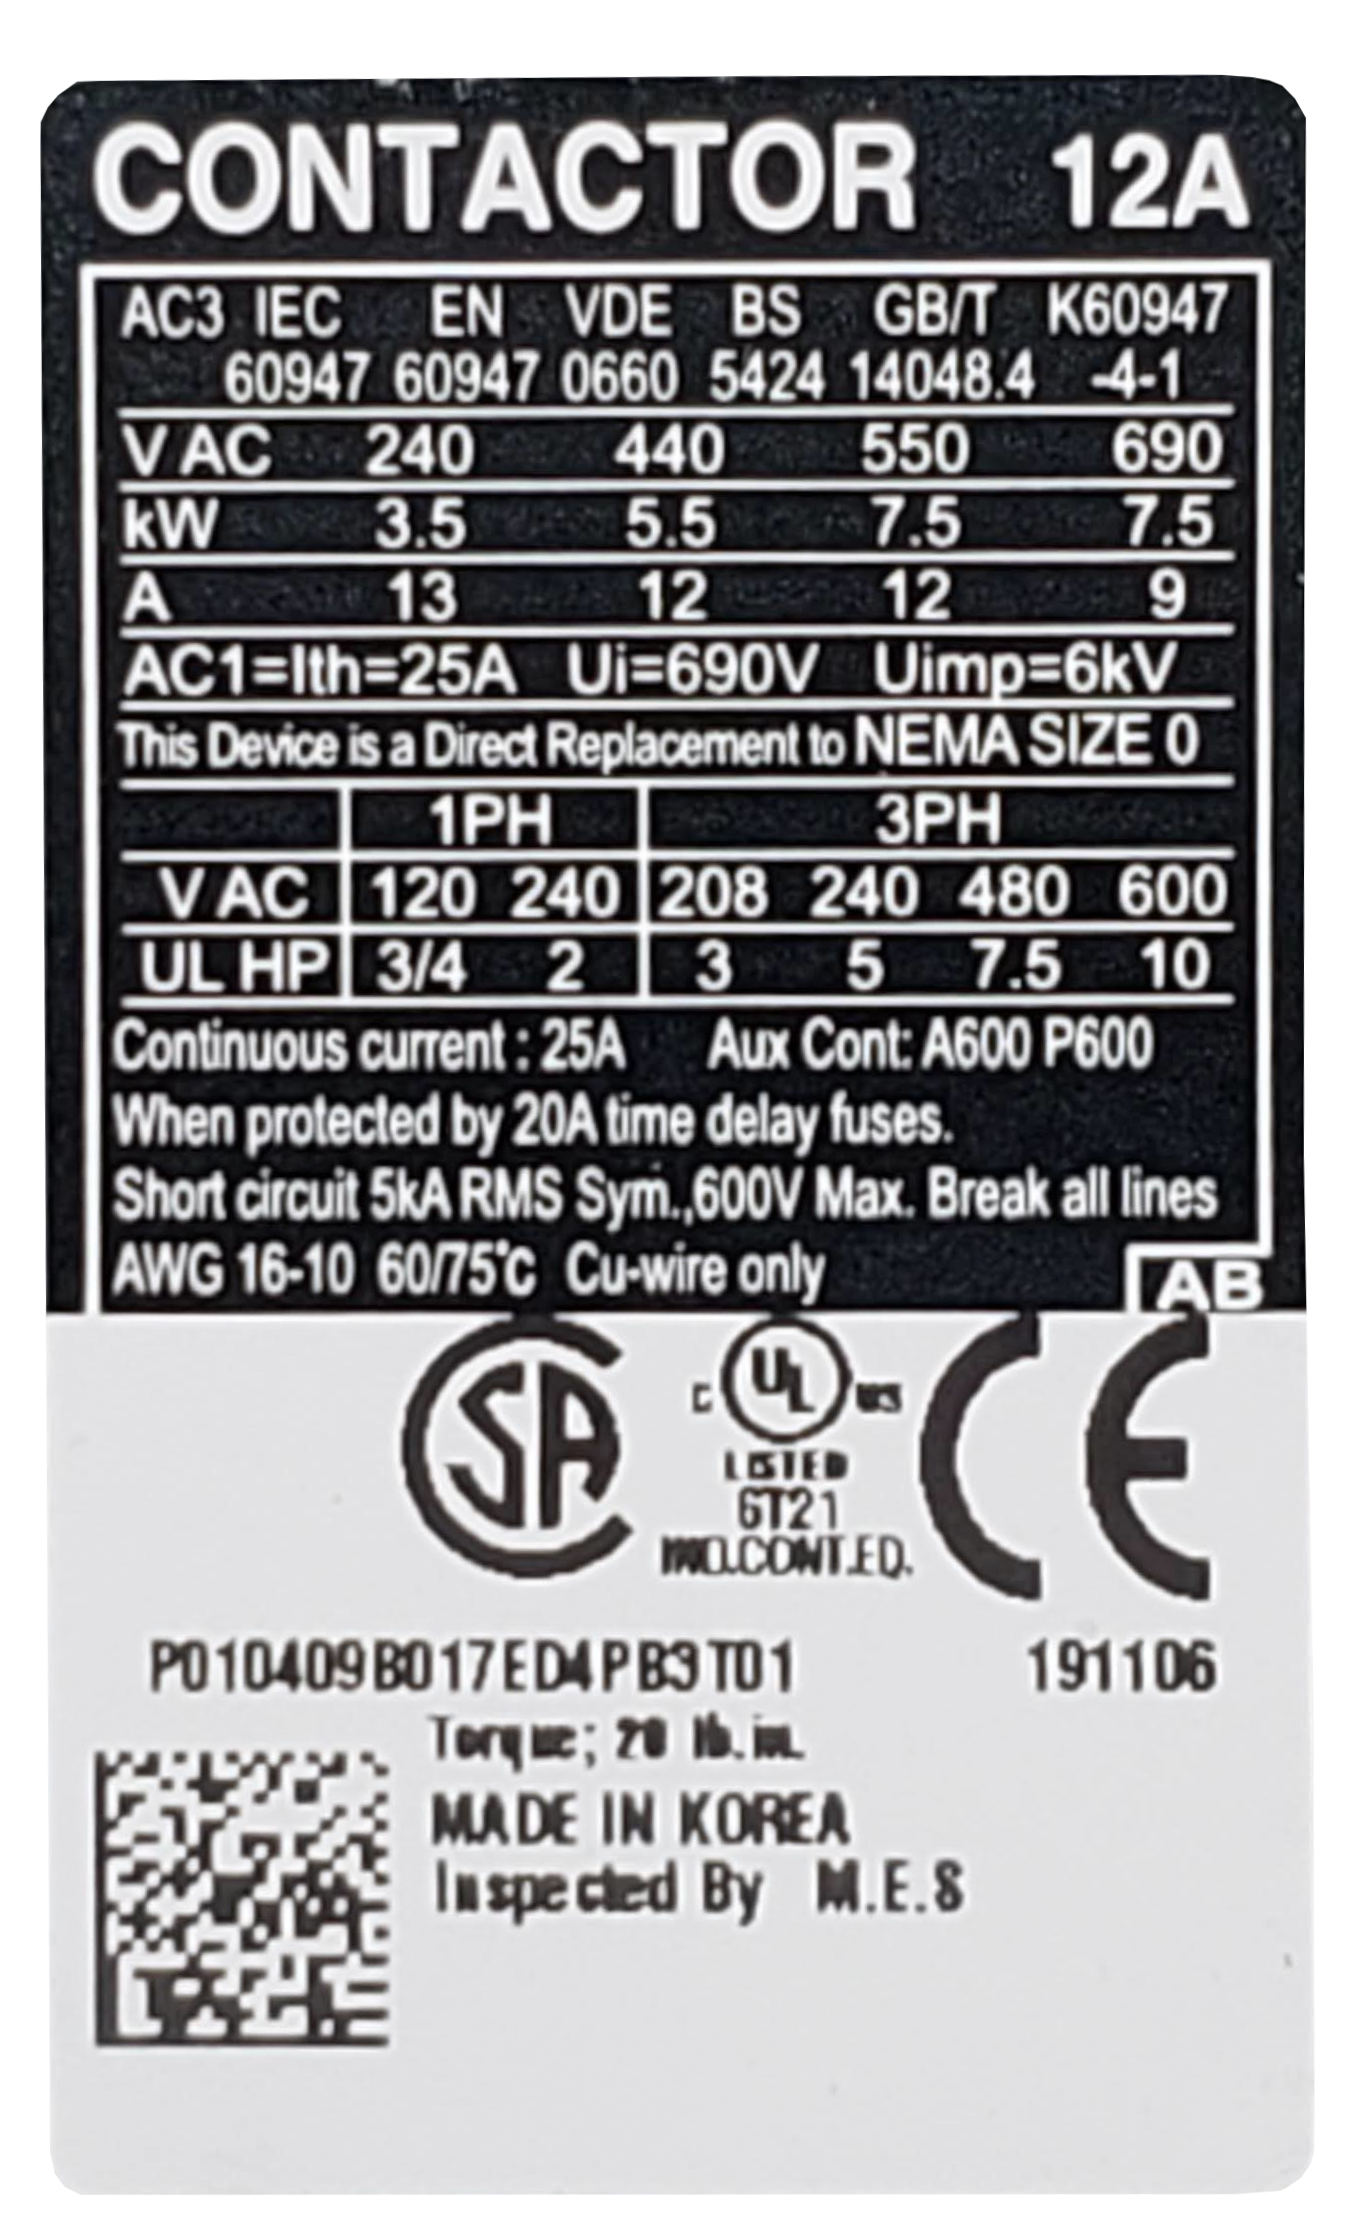 CONTACTOR 12A
AC3 IEC EN VDE BS GB/T K60947
60947 60947 0660 5424 14048.4 -4-1
V AC 240 440 550 690
kW 3.5 5.5 7.5 7.5
A 13 12 12 9
AC1=Ith=25A Ui=690V Uimp=6kV
This Device is a Direct Replacement to NEMA SIZE 0
1PH 3PH
V AC 120 240 208 240 480 600
UL HP 3/4 2 3 5 7.5 10
Continuous current : 25A Aux Cont: A600 P600
When protected by 20A time delay fuses.
Short circuit 5kA RMS Sym.,600V Max. Break all lines
AWG 16-10 60/75°C Cu-wire only
AB
SA C UL US CE
LISTED
6T21
IND.CONT.EQ.
P010409B017ED4PB3T01 191106
Torque; 20 lb.in.
MADE IN KOREA
Inspected By M.E.S